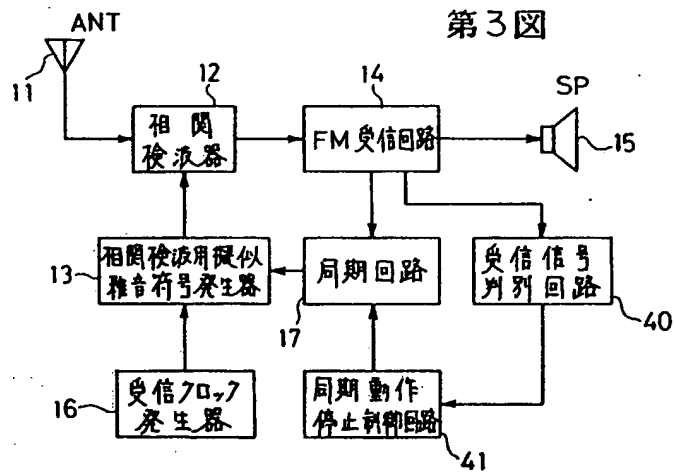 第3図
ANT
11
12
相関
検波器
14
FM受信回路
SP
15
相関検波用擬似
雑音符号発生器
13
同期回路
17
受信信号
判別回路
40
受信クロック
発生器
16
同期動作
停止制御回路
41